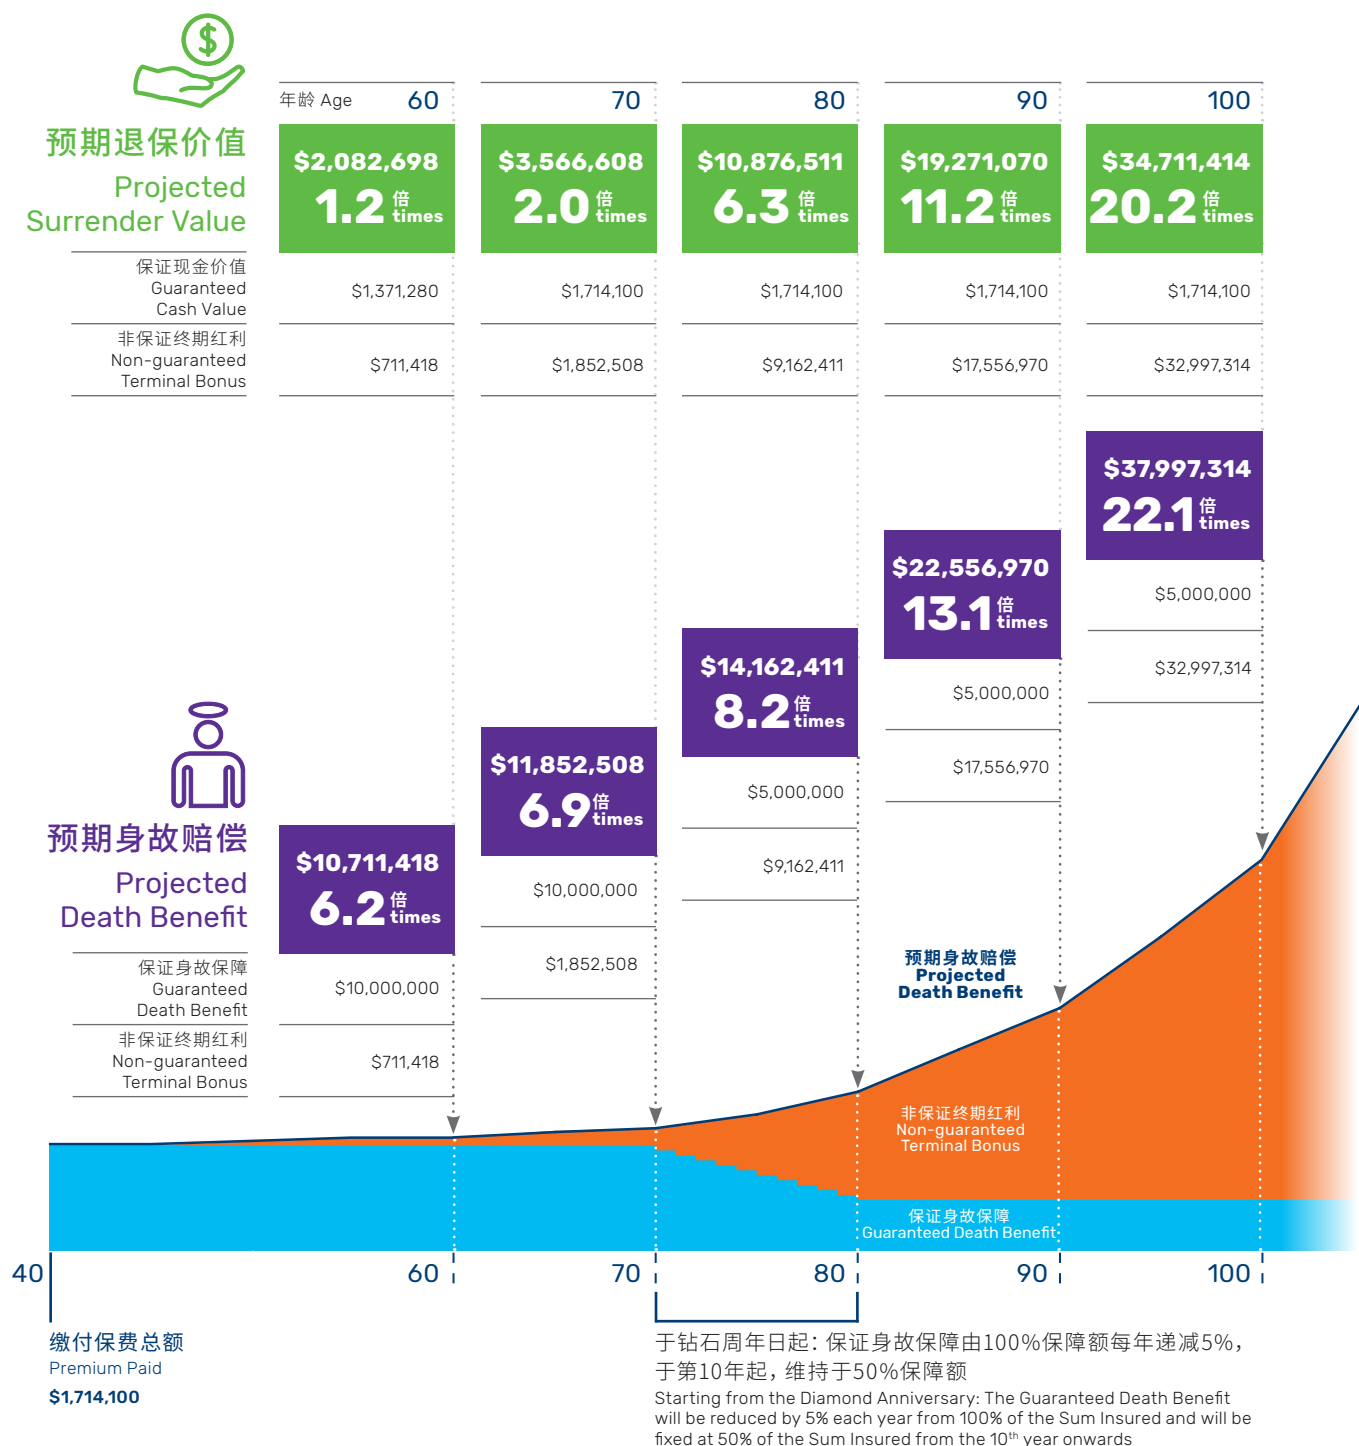 $
年龄 Age 60 70 80 90 100
预期退保价值
Projected
Surrender Value
$2,082,698
1.2 倍 times
$3,566,608
2.0 倍 times
$10,876,511
6.3 倍 times
$19,271,070
11.2 倍 times
$34,711,414
20.2 倍 times
保证现金价值
Guaranteed
Cash Value
$1,371,280 $1,714,100 $1,714,100 $1,714,100 $1,714,100
非保证终期红利
Non-guaranteed
Terminal Bonus
$711,418 $1,852,508 $9,162,411 $17,556,970 $32,997,314
预期身故赔偿
Projected
Death Benefit
保证身故保障
Guaranteed
Death Benefit
非保证终期红利
Non-guaranteed
Terminal Bonus
$10,711,418
6.2 倍 times
$10,000,000
$711,418
$11,852,508
6.9 倍 times
$10,000,000
$1,852,508
$14,162,411
8.2 倍 times
$5,000,000
$9,162,411
$22,556,970
13.1 倍 times
$5,000,000
$17,556,970
$37,997,314
22.1 倍 times
$5,000,000
$32,997,314
预期身故赔偿
Projected
Death Benefit
非保证终期红利
Non-guaranteed
Terminal Bonus
保证身故保障
Guaranteed Death Benefit
40 60 70 80 90 100
缴付保费总额
Premium Paid
$1,714,100
于钻石周年日起：保证身故保障由100%保障额每年递减5%，
于第10年起，维持于50%保障额
Starting from the Diamond Anniversary: The Guaranteed Death Benefit
will be reduced by 5% each year from 100% of the Sum Insured and will be
fixed at 50% of the Sum Insured from the 10th year onwards